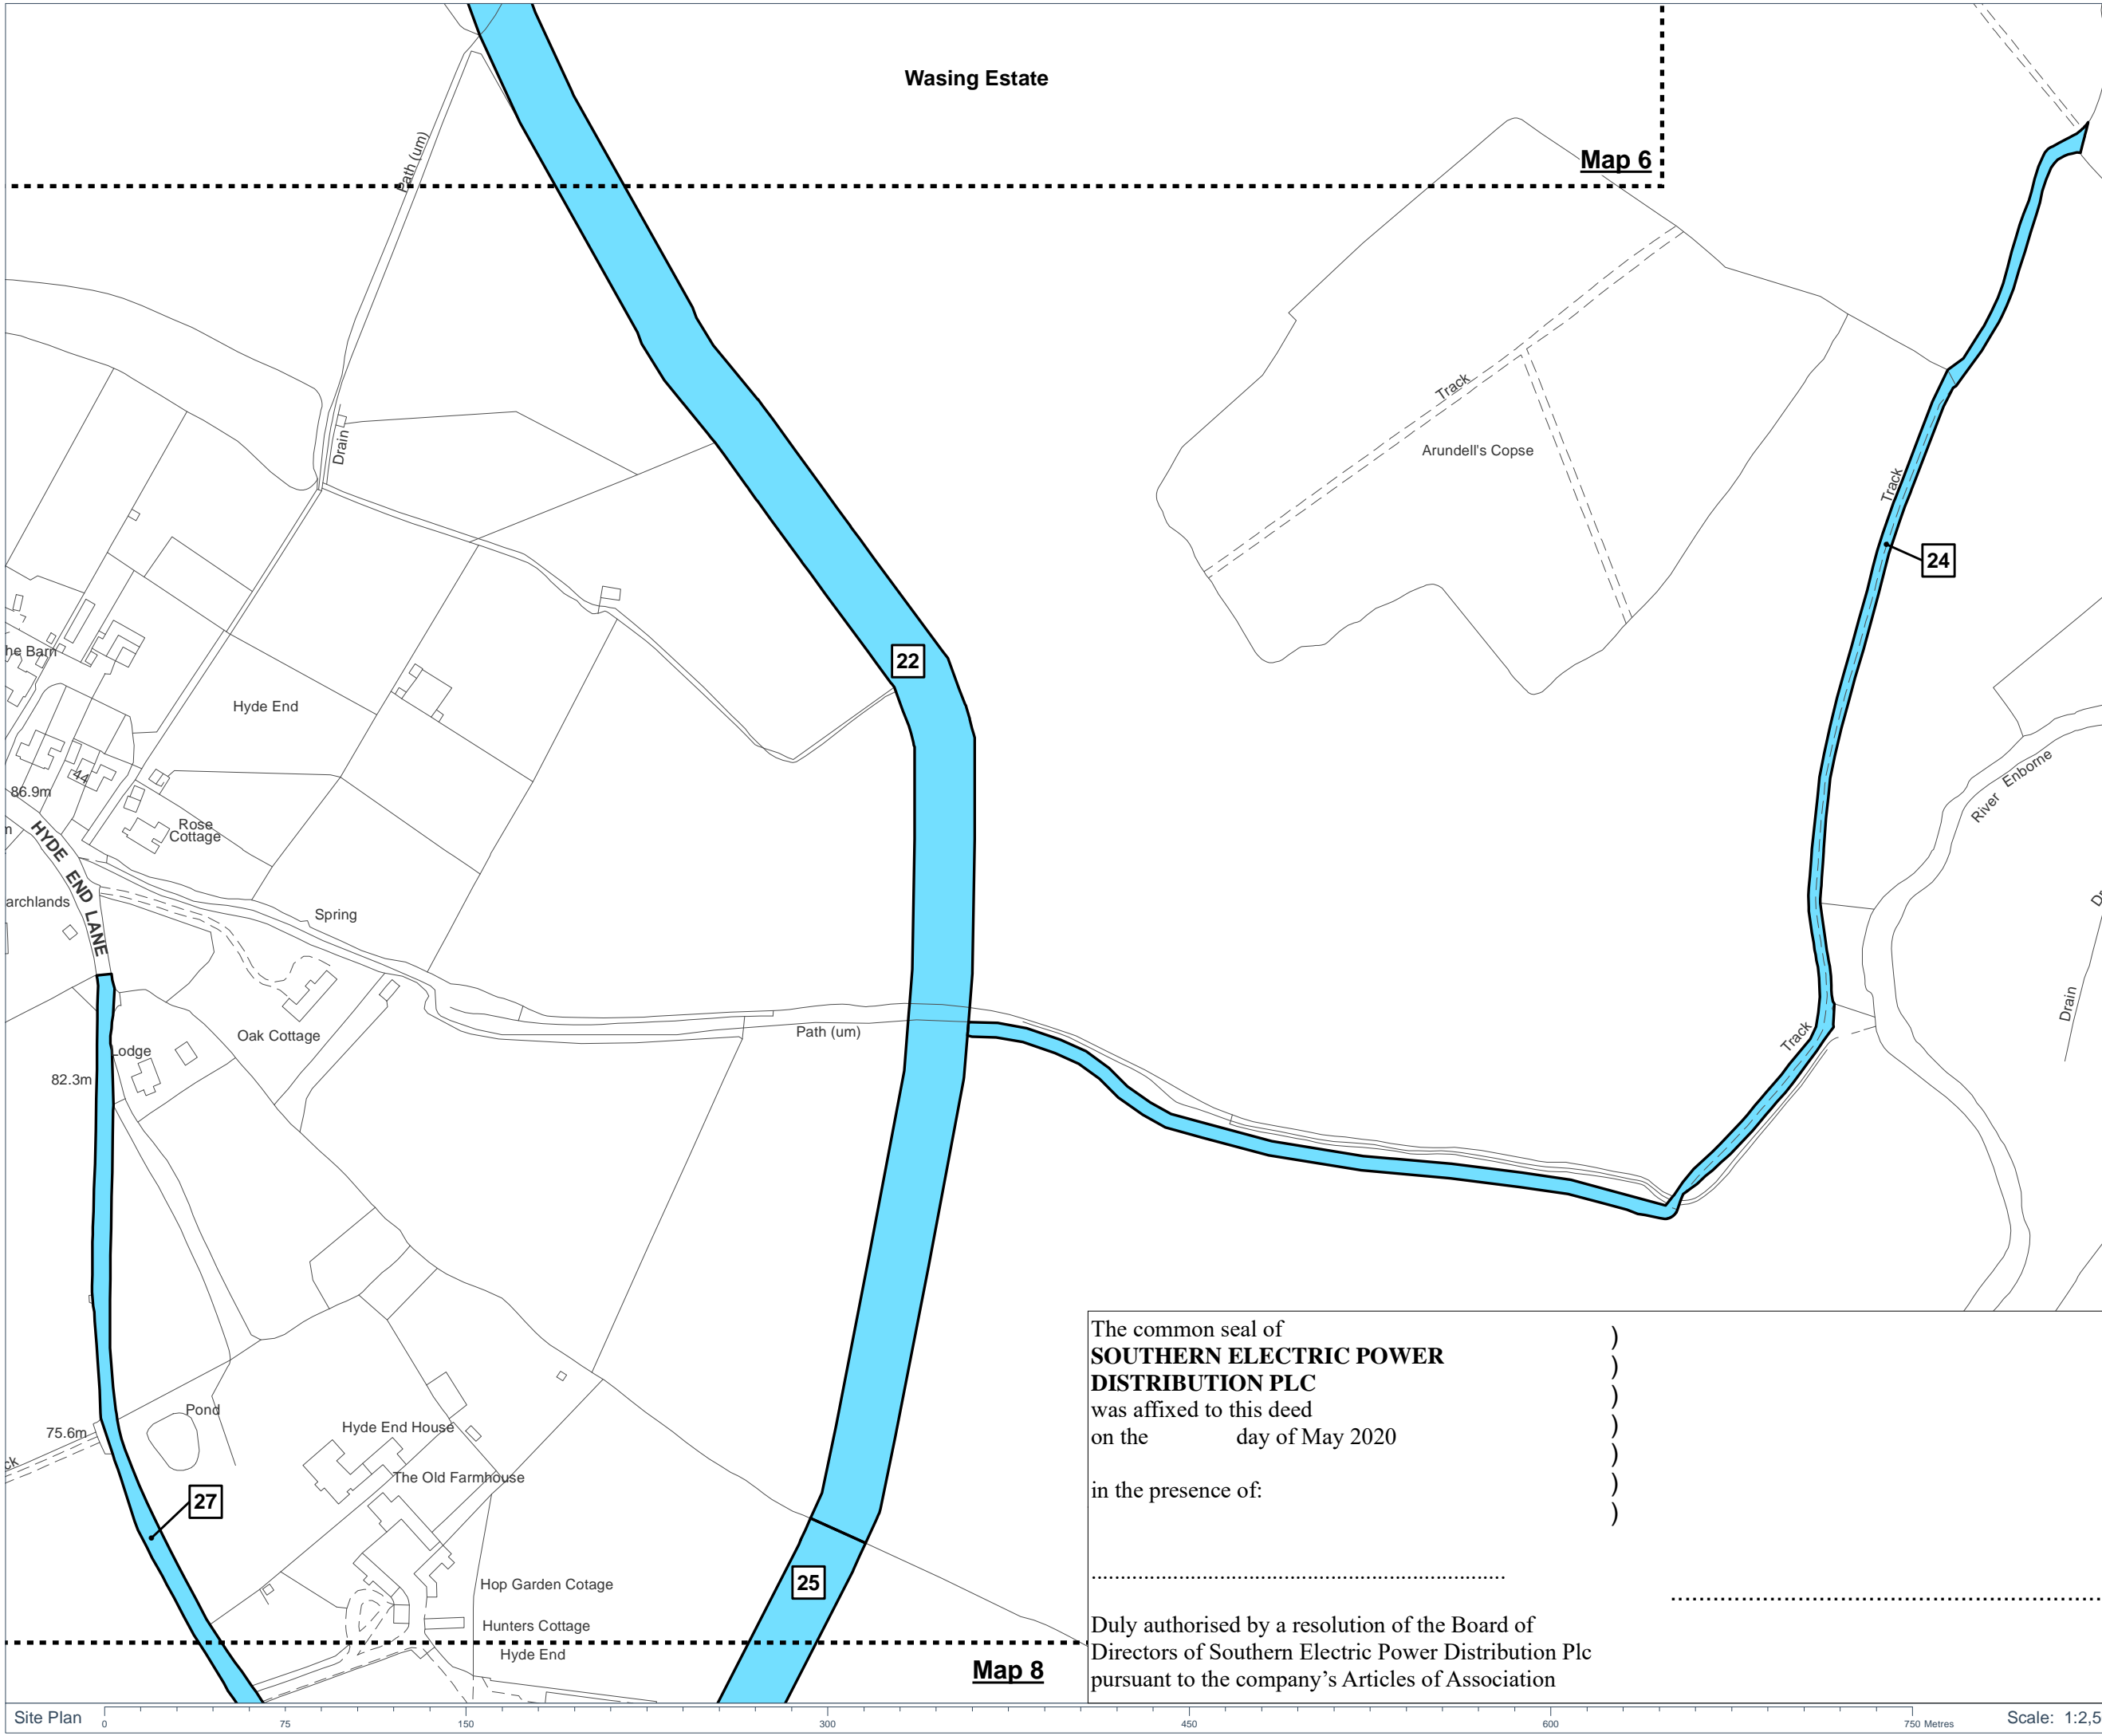 Wasing Estate
Map 6
Path (um)
Drain
Track
Arundell's Copse
Track
24
22
he Barn
Hyde End
44
86.9m
Rose
Cottage
River Enborne
HYDE END LANE
archlands
Spring
Drain
Oak Cottage
Path (um)
Track
Lodge
82.3m
Pond
75.6m
Hyde End House
The Old Farmhouse
27
25
Hop Garden Cotage
Hunters Cottage
Hyde End
Map 8
The common seal of )
SOUTHERN ELECTRIC POWER )
DISTRIBUTION PLC )
was affixed to this deed )
on the day of May 2020 )
in the presence of: )
)
Duly authorised by a resolution of the Board of
Directors of Southern Electric Power Distribution Plc
pursuant to the company's Articles of Association
Site Plan 0 75 150 300 450 600 750 Metres Scale: 1:2,5